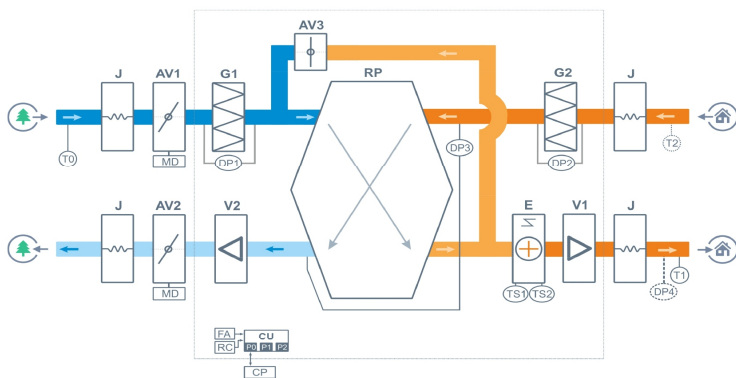 AV3
J
AV1
G1
RP
G2
J
T0
MD
DP1
DP3
DP2
T2
J
AV2
V2
E
V1
J
MD
TS1
TS2
DP4
T1
FA
CU
RC
P0 P1 P2
CP